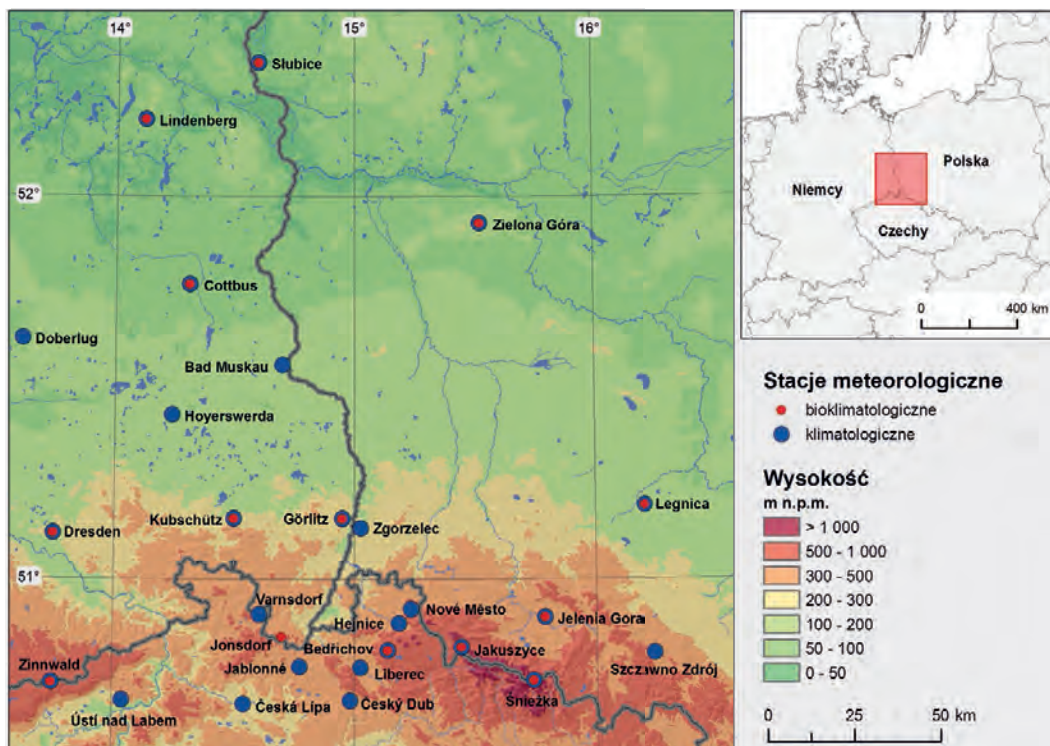 14°
15°
16°
Słubice
Lindenberg
52°
Zielona Góra
Cottbus
Doberlug
Bad Muskau
Hoyerswerda
Legnica
Kubschütz
Görlitz
Dresden
Zgorzelec
51°
Varnsdorf
Nové Město
Hejnice
Jelenia Gora
Jonsdorf
Bedřichov
Jakuszyce
Zinnwald
Jablonné
Liberec
Szczawno Zdrój
Śnieżka
Ústí nad Labem
Česká Lípa
Český Dub
Polska
Niemcy
Czechy
0 400 km
Stacje meteorologiczne
bioklimatologiczne
klimatologiczne
Wysokość
m n.p.m.
> 1 000
500 - 1 000
300 - 500
200 - 300
100 - 200
50 - 100
0 - 50
0 25 50 km